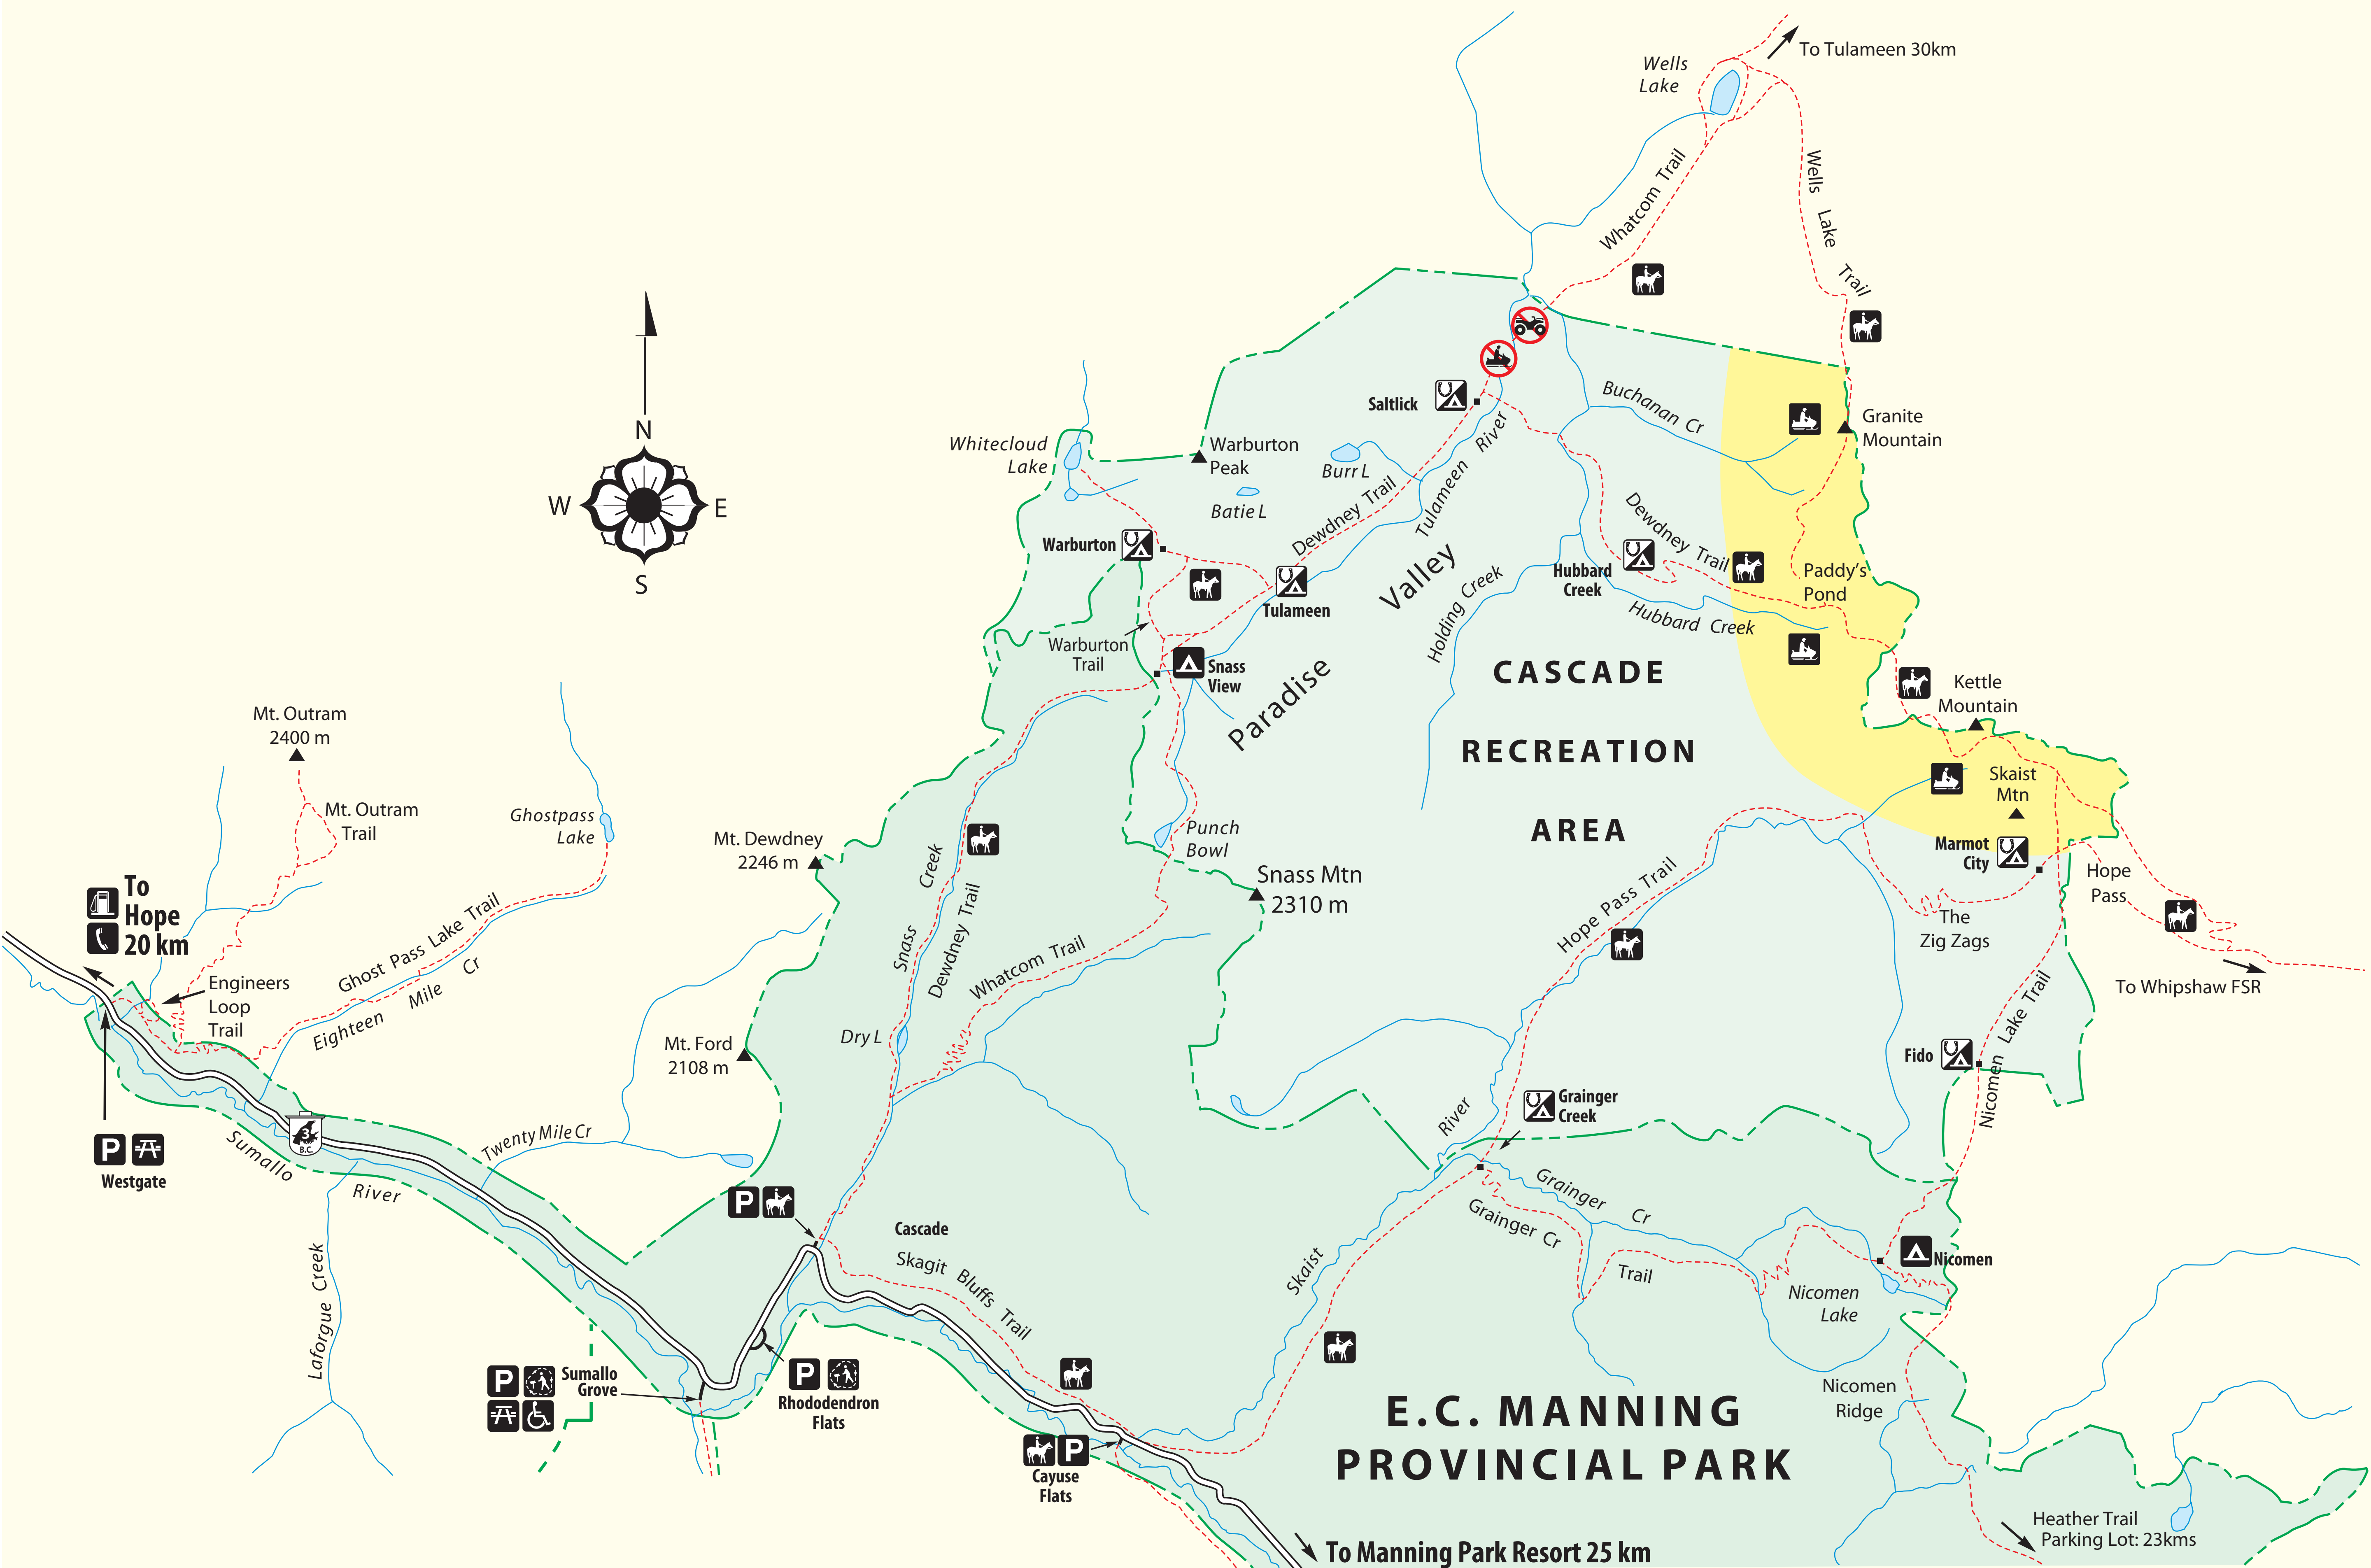 To Tulameen 30km
Wells
Lake
Whatcom Trail
Wells Lake Trail
Saltlick
Buchanan Cr
Granite
Mountain
Whitecloud
Lake
Warburton
Peak
Burr L
Batie L
Tulameen River
Dewdney Trail
Warburton
Tulameen
Valley
Paradise
Hubbard
Creek
Dewdney Trail
Paddy's
Pond
Hubbard Creek
Holding Creek
Warburton
Trail
Snass
View
N
W
E
S
CASCADE
RECREATION
AREA
Kettle
Mountain
Skaist
Mtn
Marmot
City
Hope
Pass
The
Zig Zags
To Whipshaw FSR
Mt. Outram
2400 m
Mt. Outram
Trail
Ghostpass
Lake
Mt. Dewdney
2246 m
Snass Creek
Dewdney Trail
Punch
Bowl
Snass Mtn
2310 m
Whatcom Trail
Hope Pass Trail
To
Hope
20 km
Engineers
Loop
Trail
Ghost Pass Lake Trail
Eighteen Mile Cr
Dry L
Mt. Ford
2108 m
Fido
Nicomen Lake Trail
Grainger
Creek
River
Skaist
P
Westgate
3
B.C.
Sumallo River
Twenty Mile Cr
Laforgue Creek
P
Cascade
Skagit Bluffs Trail
Grainger Cr
Grainger Cr Trail
Nicomen
Nicomen
Lake
P
Sumallo
Grove
P
Rhododendron
Flats
P
Cayuse
Flats
Nicomen
Ridge
E.C. MANNING
PROVINCIAL PARK
To Manning Park Resort 25 km
Heather Trail
Parking Lot: 23kms